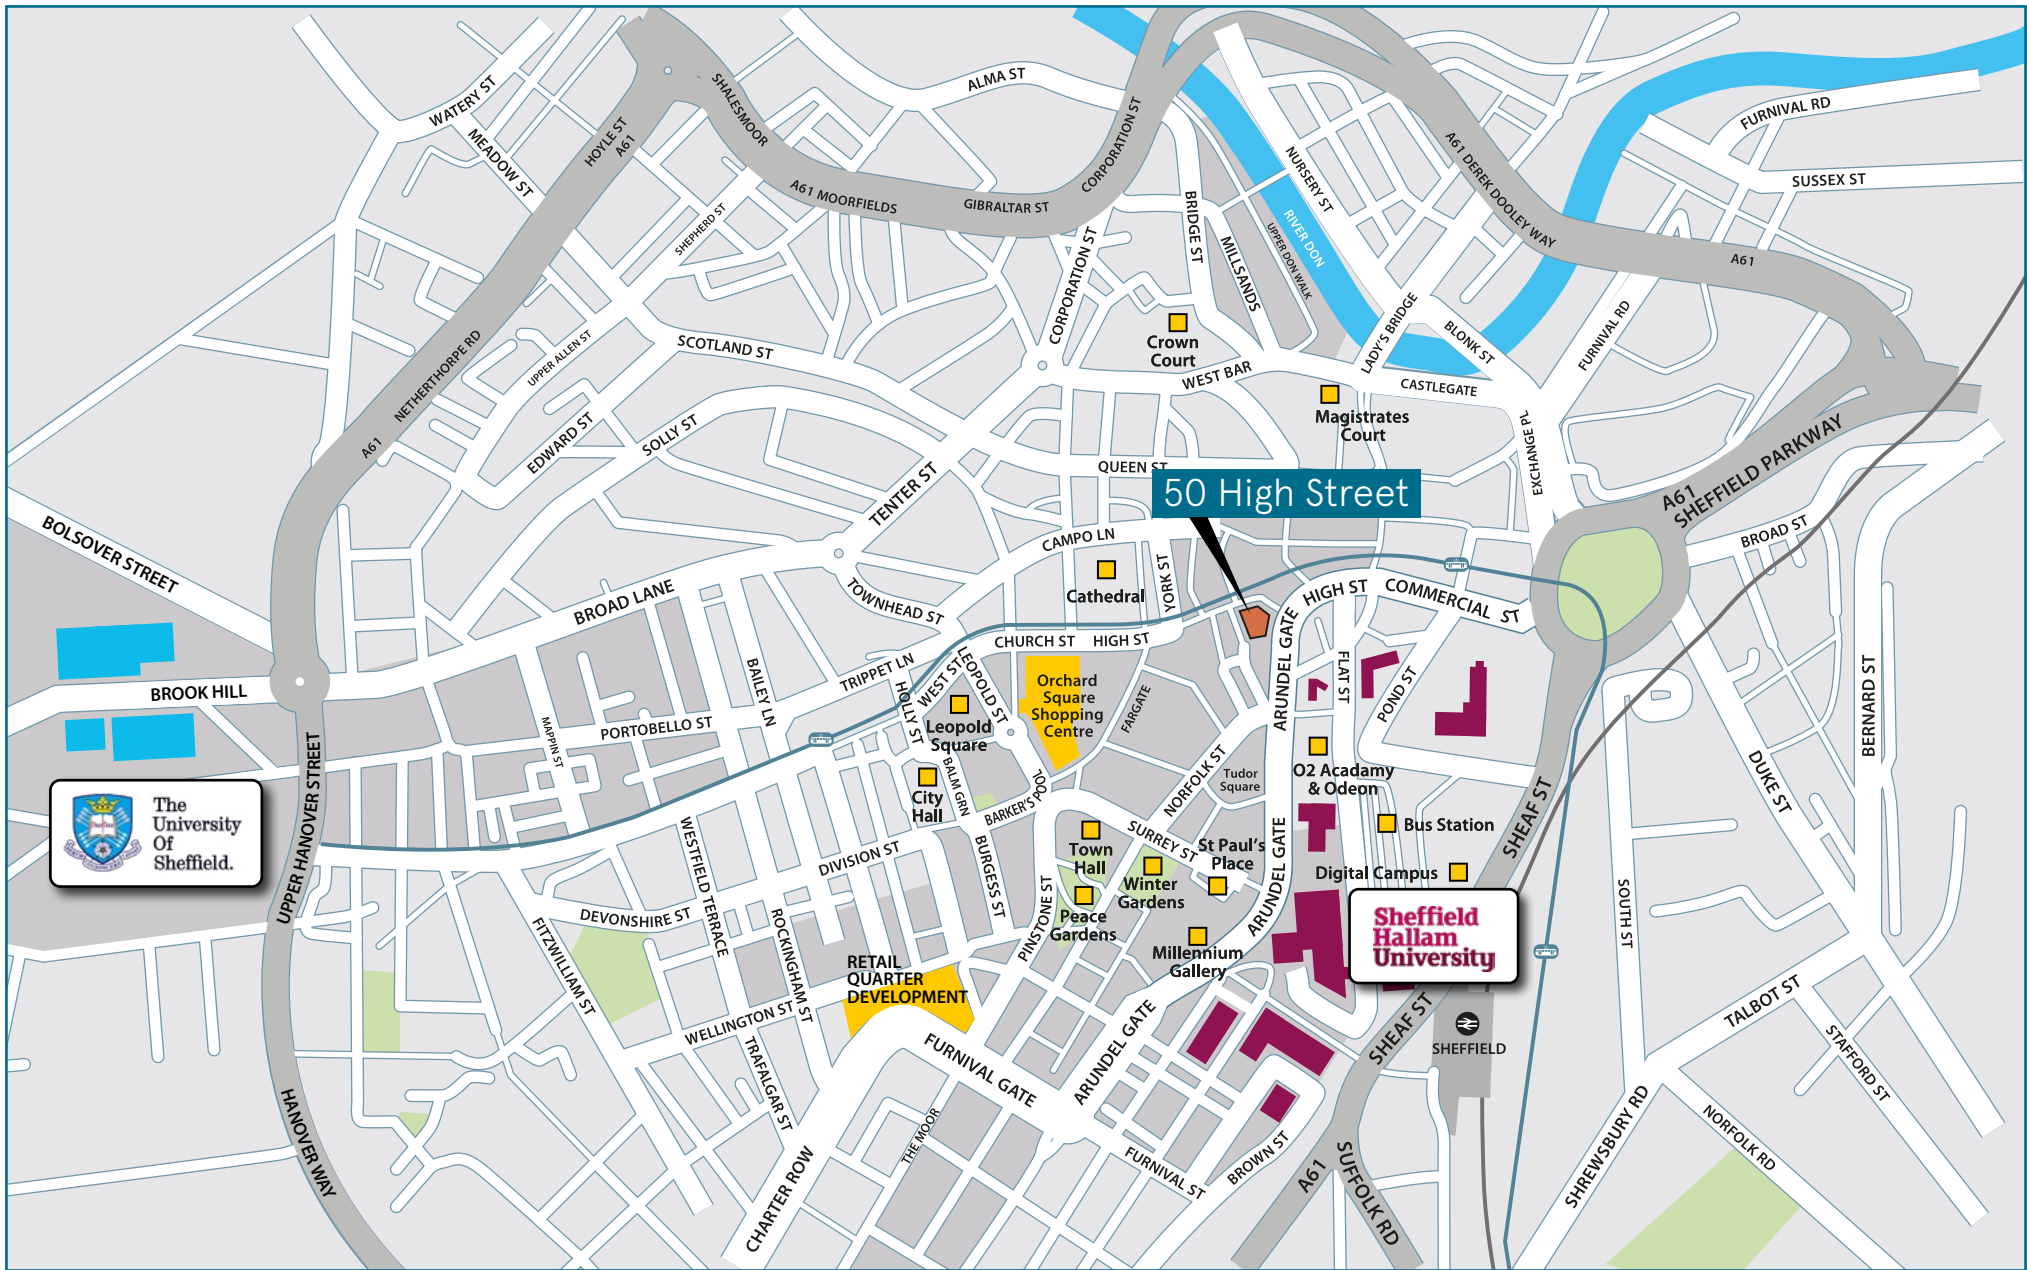 WATERY ST
MEADOW ST
HOYLE ST
A61
SHALESMOOR
ALMA ST
CORPORATION ST
A61 MOORFIELDS
GIBRALTAR ST
SHEPHERD ST
BRIDGE ST
MILLSANDS
UPPER DON WALK
RIVER DON
NURSERY ST
A61 DEREK DOOLEY WAY
FURNIVAL RD
SUSSEX ST
A61
CORPORATION ST
NETHERTHORPE RD
A61
UPPER ALLEN ST
SCOTLAND ST
EDWARD ST
SOLLY ST
Crown
Court
WEST BAR
LADY'S BRIDGE
BLONK ST
CASTLEGATE
FURNIVAL RD
Magistrates
Court
EXCHANGE PL
QUEEN ST
50 High Street
TENTER ST
A61
SHEFFIELD PARKWAY
BROAD ST
BOLSOVER STREET
CAMPO LN
YORK ST
Cathedral
BROAD LANE
TOWNHEAD ST
CHURCH ST
HIGH ST
HIGH ST
COMMERCIAL ST
ARUNDEL GATE
FLAT ST
POND ST
BROOK HILL
BAILEY LN
TRIPPET LN
HOLLY ST
WEST ST
LEOPOLD ST
Leopold
Square
Orchard
Square
Shopping
Centre
FARGATE
MAPPIN ST
PORTOBELLO ST
BERNARD ST
DUKE ST
The
University
Of
Sheffield.
UPPER HANOVER STREET
City
Hall
BALM GRN
BARKER'S POOL
NORFOLK ST
Tudor
Square
O2 Acadamy
& Odeon
Bus Station
SHEAF ST
WESTFIELD TERRACE
DIVISION ST
BURGESS ST
Town
Hall
SURREY ST
St Paul's
Place
Winter
Gardens
ARUNDEL GATE
Digital Campus
DEVONSHIRE ST
FITZWILLIAM ST
ROCKINGHAM ST
PINSTONE ST
Peace
Gardens
Millennium
Gallery
Sheffield
Hallam
University
SOUTH ST
RETAIL
QUARTER
DEVELOPMENT
WELLINGTON ST
TRAFALGAR ST
FURNIVAL GATE
ARUNDEL GATE
SHEAF ST
SHEFFIELD
TALBOT ST
STAFFORD ST
HANOVER WAY
THE MOOR
CHARTER ROW
FURNIVAL ST
BROWN ST
A61
SUFFOLK RD
SHREWSBURY RD
NORFOLK RD